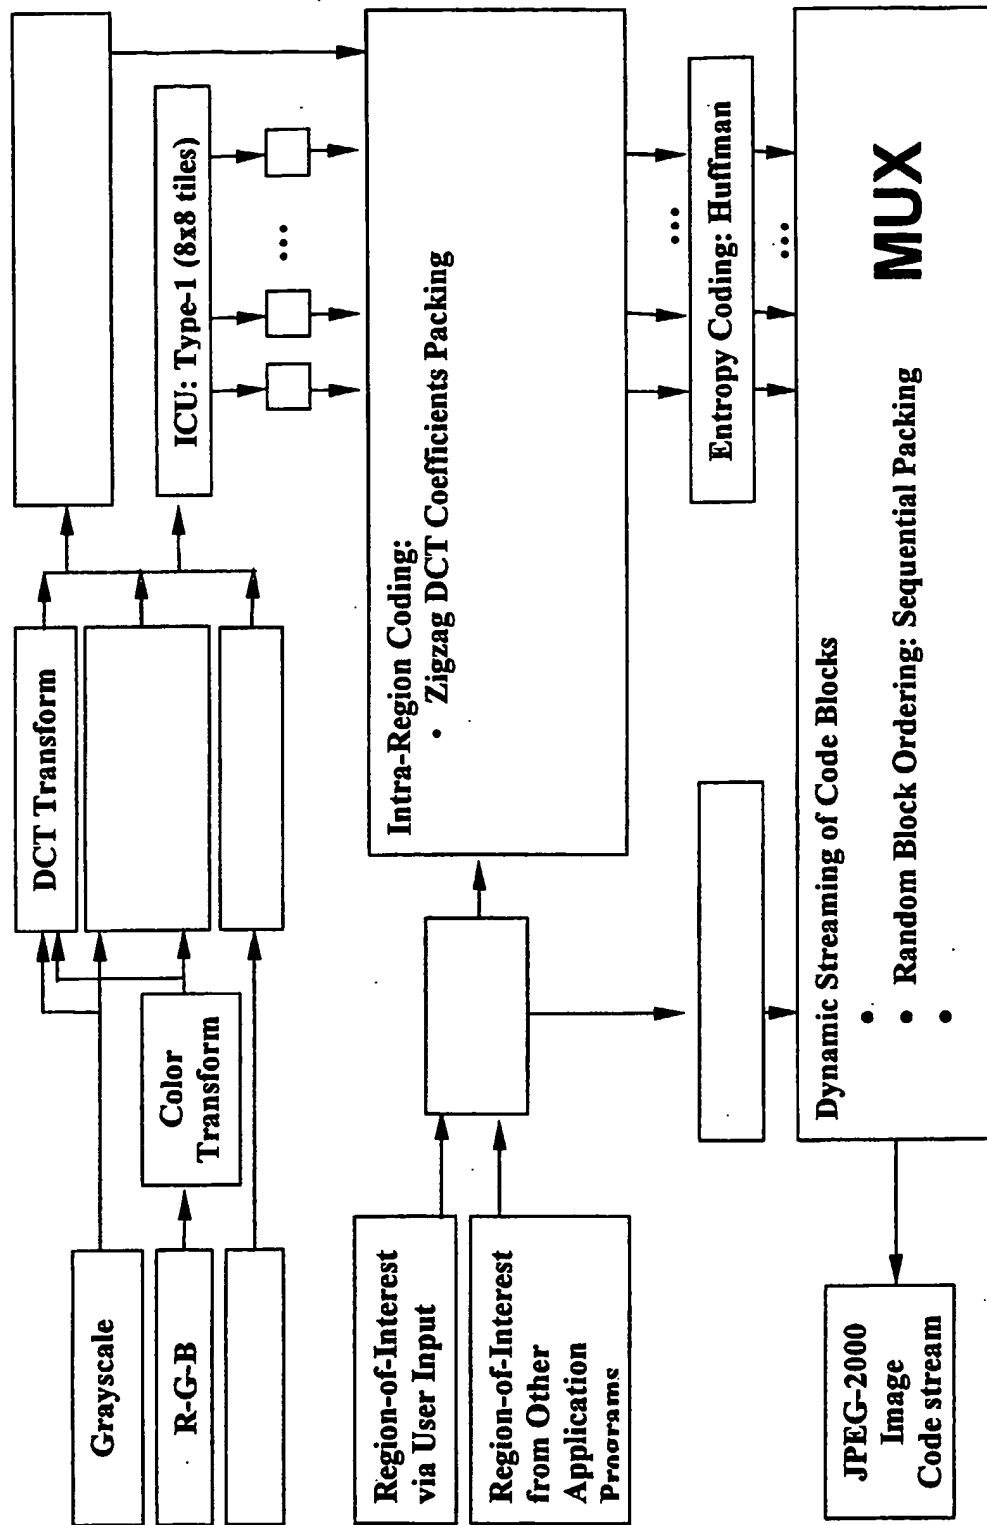 Grayscale
R-G-B
Color
Transform
DCT Transform
ICU: Type-1 (8x8 tiles)
...
Region-of-Interest
via User Input
Region-of-Interest
from Other
Application
Programs
Intra-Region Coding:
• Zigzag DCT Coefficients Packing
...
Entropy Coding: Huffman
...
Dynamic Streaming of Code Blocks
•
• Random Block Ordering: Sequential Packing
•
MUX
JPEG-2000
Image
Code stream